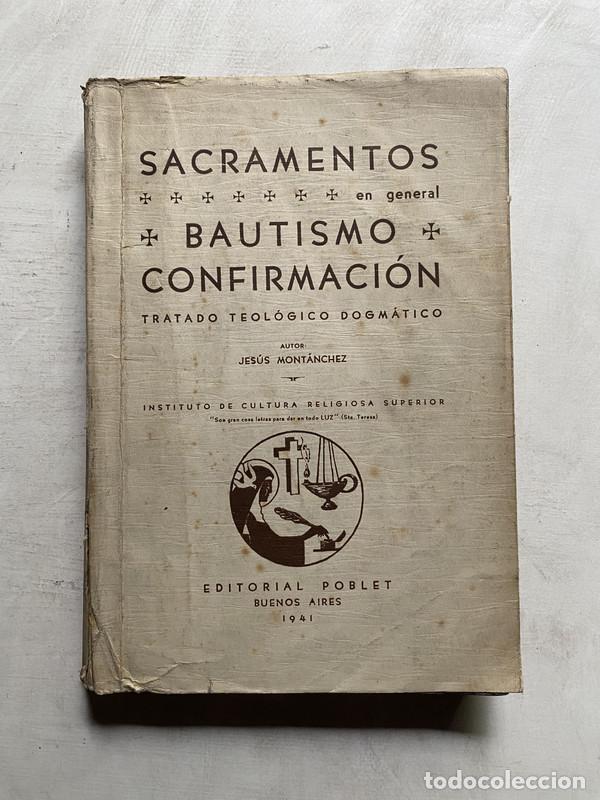 SACRAMENTOS
en general
BAUTISMO
CONFIRMACIÓN
TRATADO TEOLÓGICO DOGMÁTICO
AUTOR:
JESÚS MONTÁNCHEZ
INSTITUTO DE CULTURA RELIGIOSA SUPERIOR
"Son gran cosa letras para dar en todo LUZ" (Sta. Teresa)
EDITORIAL POBLET
BUENOS AIRES
1941
todocoleccion.net